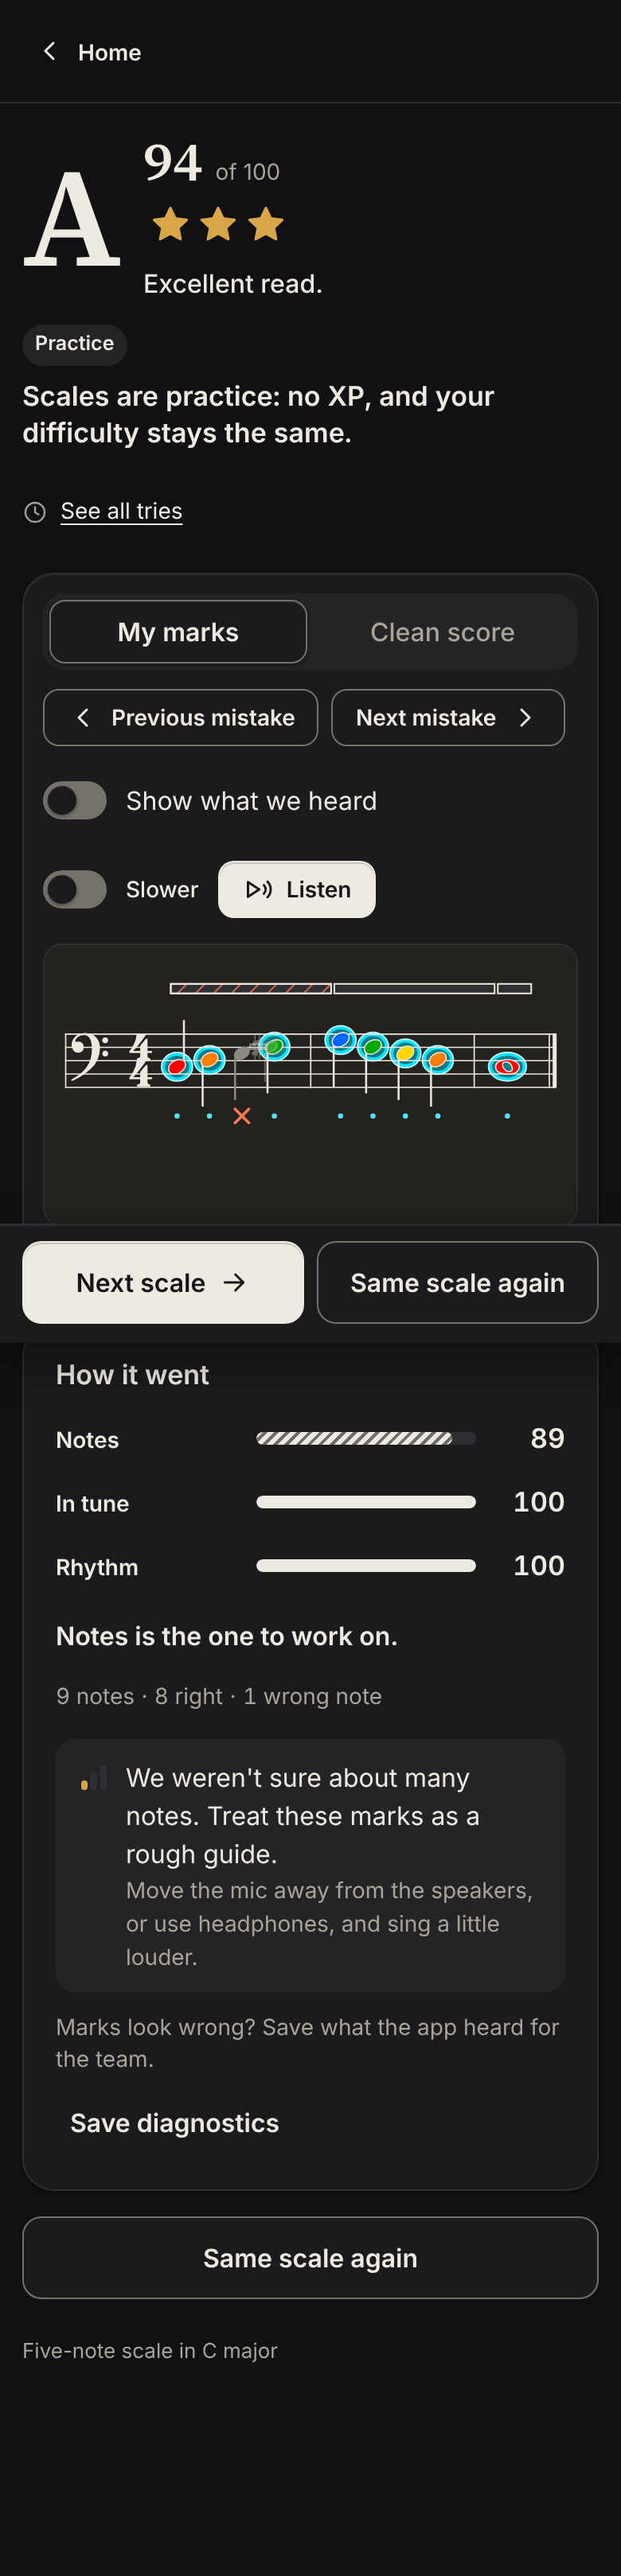 Home
A
94 of 100
Excellent read.
Practice
Scales are practice: no XP, and your
difficulty stays the same.
See all tries
My marks
Clean score
Previous mistake
Next mistake
Show what we heard
Slower
Listen
4
4
Next scale
Same scale again
How it went
Notes 89
In tune 100
Rhythm 100
Notes is the one to work on.
9 notes · 8 right · 1 wrong note
We weren't sure about many
notes. Treat these marks as a
rough guide.
Move the mic away from the speakers,
or use headphones, and sing a little
louder.
Marks look wrong? Save what the app heard for
the team.
Save diagnostics
Same scale again
Five-note scale in C major